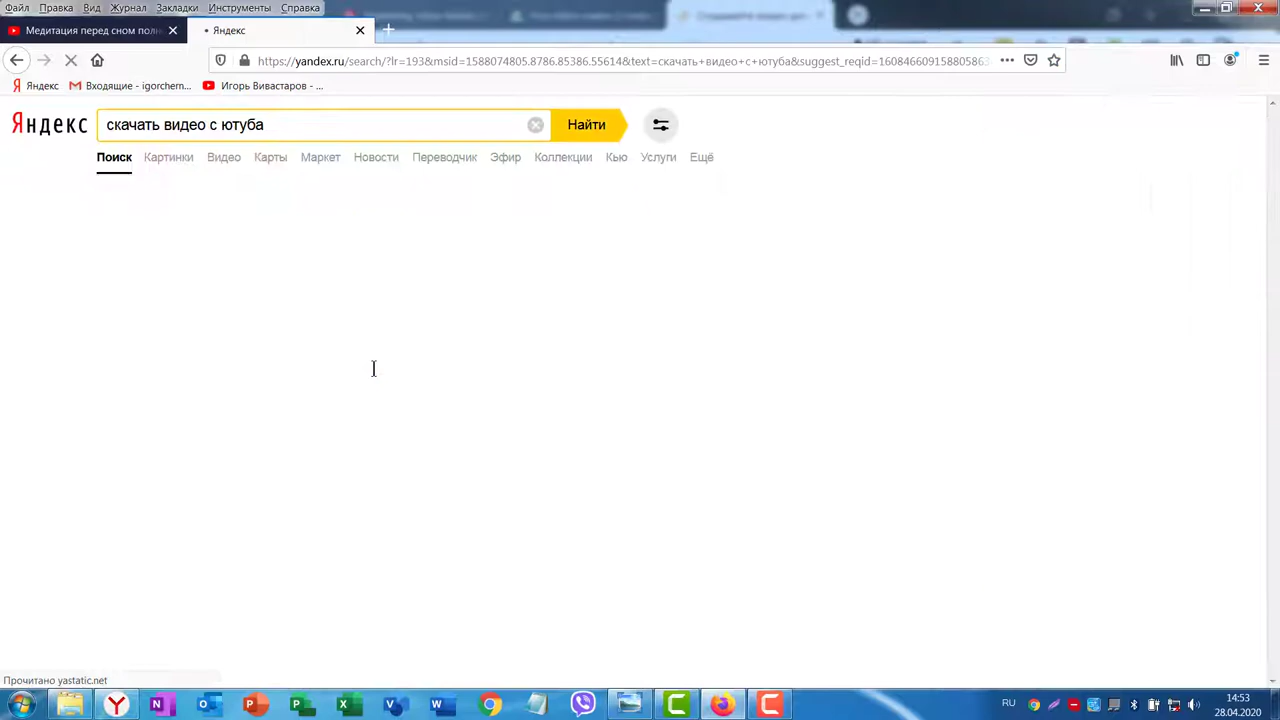 Файл Правка Вид Журнал Закладки Инструменты Справка
Медитация перед сном полн
Яндекс
https://yandex.ru/search/?lr=193&msid=1588074805.87858.95386.55614&text=скачать+видео+с+ютуба&suggest_reqid=16084660915880586
Яндекс
Входящие - igorchern...
Игорь Вивастаров - ...
Яндекс
скачать видео с ютуба
Найти
Поиск Картинки Видео Карты Маркет Новости Переводчик Эфир Коллекции Кью Услуги Ещё
Прочитано yastatic.net
RU
14:53
28.04.2020